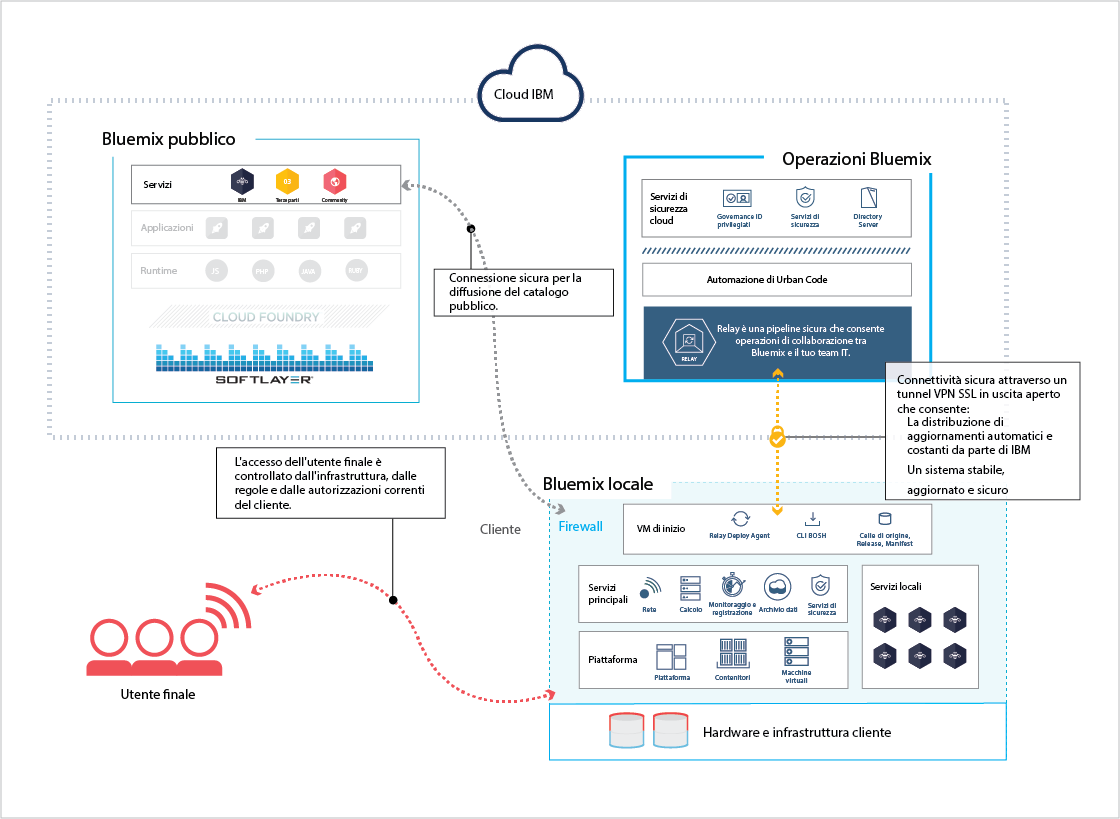 Cloud IBM
Bluemix pubblico
Servizi
IBM
03
Terze parti
Community
Applicazioni
Runtime
JS
PHP
JAVA
RUBY
CLOUD FOUNDRY
SOFTLAYER
Connessione sicura per la
diffusione del catalogo
pubblico.
Operazioni Bluemix
Servizi di
sicurezza
cloud
Governance ID
privilegiati
Servizi di
sicurezza
Directory
Server
Automazione di Urban Code
RELAY
Relay è una pipeline sicura che consente
operazioni di collaborazione tra
Bluemix e il tuo team IT.
Connettività sicura attraverso un
tunnel VPN SSL in uscita aperto
che consente:
La distribuzione di
aggiornamenti automatici e
costanti da parte di IBM
Un sistema stabile,
aggiornato e sicuro
L'accesso dell'utente finale è
controllato dall'infrastruttura, dalle
regole e dalle autorizzazioni correnti
del cliente.
Cliente
Utente finale
Bluemix locale
Firewall
VM di inizio
Relay Deploy Agent
CLI BOSH
Celle di origine,
Release, Manifest
Servizi
principali
Rete
Calcolo
Monitoraggio e
registrazione
Archivio dati
Servizi di
sicurezza
Servizi locali
Piattaforma
Piattaforma
Contenitori
Macchine
virtuali
Hardware e infrastruttura cliente